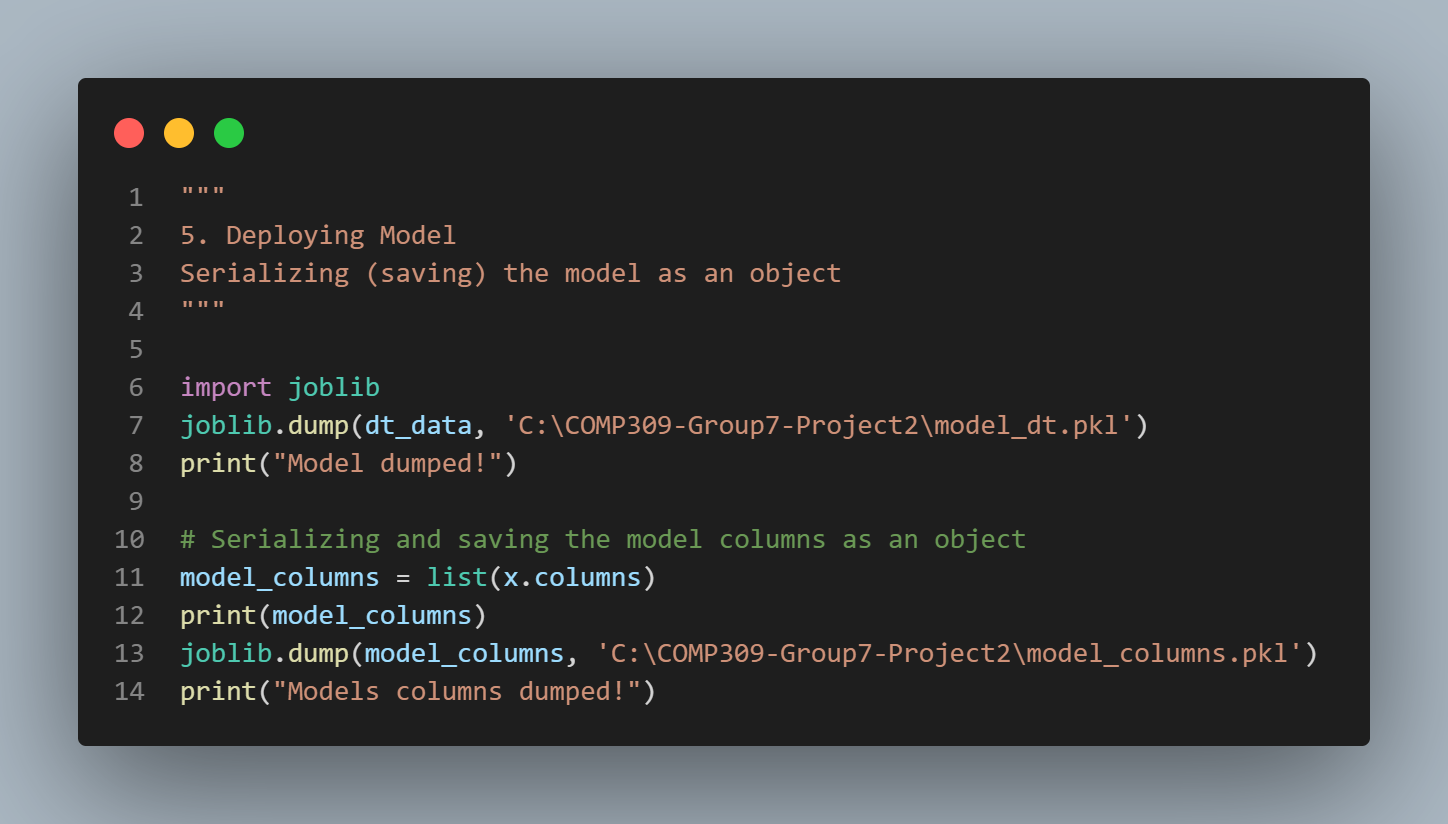 1 """
2 5. Deploying Model
3 Serializing (saving) the model as an object
4 """
5
6 import joblib
7 joblib.dump(dt_data, 'C:\COMP309-Group7-Project2\model_dt.pkl')
8 print("Model dumped!")
9
10 # Serializing and saving the model columns as an object
11 model_columns = list(x.columns)
12 print(model_columns)
13 joblib.dump(model_columns, 'C:\COMP309-Group7-Project2\model_columns.pkl')
14 print("Models columns dumped!")